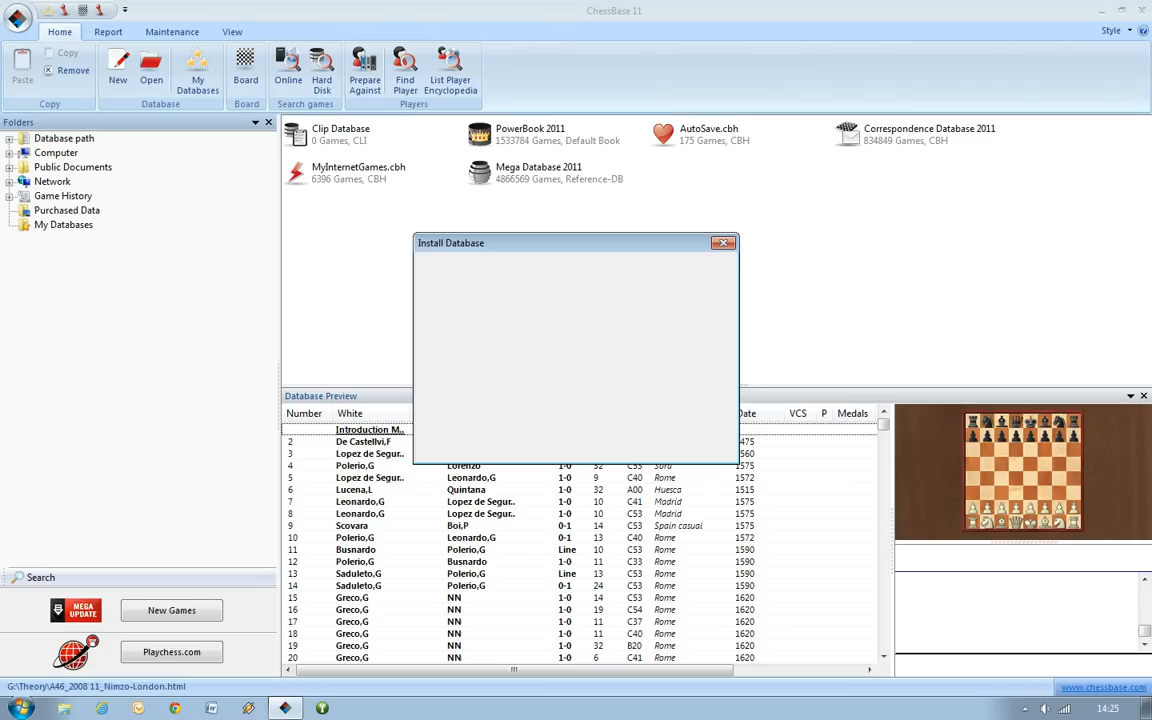 ChessBase 11
Home Report Maintenance View
Style
Paste
Copy
Remove
New
Open
My Databases
Board
Online
Hard Disk
Prepare Against
Find Player
List Player Encyclopedia
Copy Database Board Search games Players
Folders
Database path
Computer
Public Documents
Network
Game History
Purchased Data
My Databases
Clip Database
0 Games, CLI
PowerBook 2011
1533784 Games, Default Book
AutoSave.cbh
175 Games, CBH
Correspondence Database 2011
834849 Games, CBH
MyInternetGames.cbh
6396 Games, CBH
Mega Database 2011
4866569 Games, Reference-DB
Install Database
Database Preview
Number White Date VCS P Medals
Introduction M..
2 De Castellvi,F 475
3 Lopez de Segur.. 560
4 Polerio,G Lorenzo 1-0 32 C53 Sora 1575
5 Lopez de Segur.. Leonardo,G 1-0 9 C40 Rome 1572
6 Lucena,L Quintana 1-0 32 A00 Huesca 1515
7 Leonardo,G Lopez de Segur.. 1-0 10 C41 Madrid 1575
8 Leonardo,G Lopez de Segur.. 1-0 10 C53 Madrid 1575
9 Scovara Boi,P 0-1 14 C53 Spain casual 1575
10 Polerio,G Leonardo,G 0-1 13 C40 Rome 1572
11 Busnardo Polerio,G Line 10 C53 Rome 1590
12 Polerio,G Busnardo 1-0 11 C33 Rome 1590
13 Saduleto,G Polerio,G Line 13 C53 Rome 1590
14 Saduleto,G Polerio,G 0-1 24 C53 Rome 1590
15 Greco,G NN 1-0 14 C53 Rome 1620
16 Greco,G NN 1-0 19 C54 Rome 1620
17 Greco,G NN 1-0 11 C37 Rome 1620
18 Greco,G NN 1-0 11 C40 Rome 1620
19 Greco,G NN 1-0 32 B20 Rome 1620
20 Greco,G NN 1-0 6 C41 Rome 1620
Search
MEGA UPDATE
New Games
Playchess.com
G:\Theory\A46_2008 11_Nimzo-London.html
www.chessbase.com
14:25